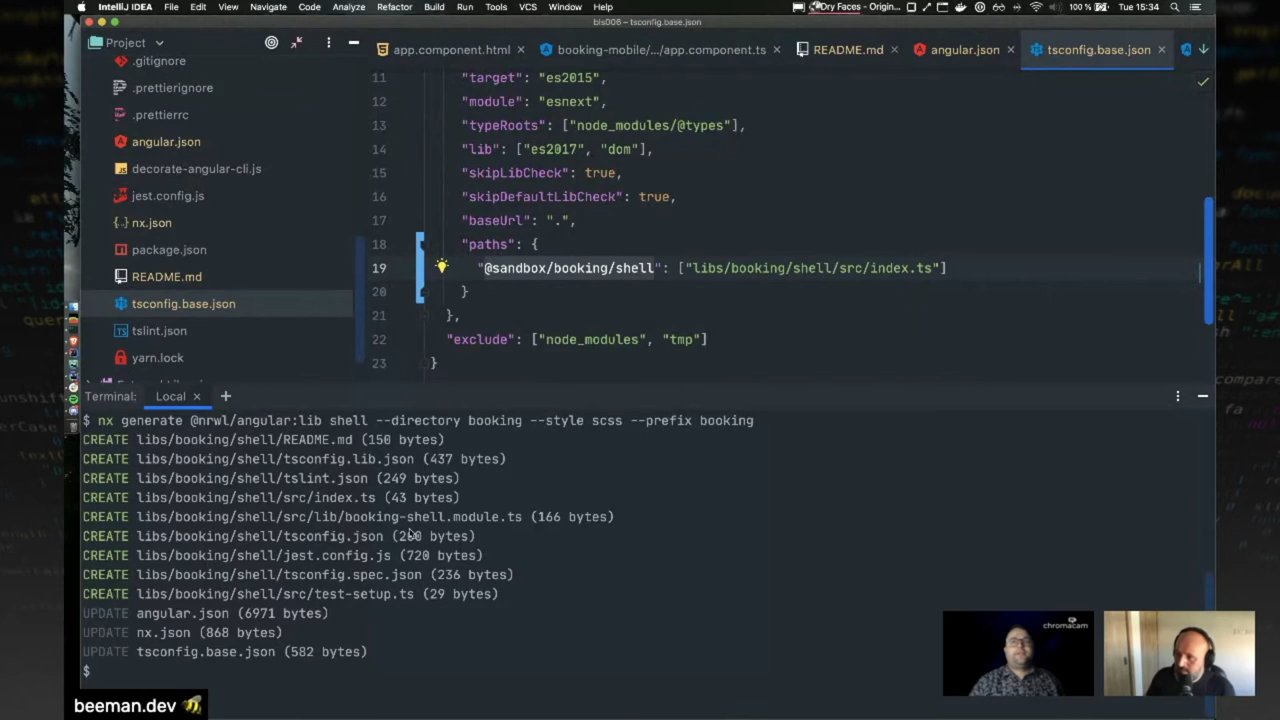 IntelliJ IDEA File Edit View Navigate Code Analyze Refactor Build Run Tools VCS Window Dry Faces - Origin... 100 % Tue 15:34
bls006 – tsconfig.base.json
Project
app.component.html booking-mobile/.../app.component.ts README.md angular.json tsconfig.base.json
.gitignore
.prettierignore
.prettierrc
angular.json
decorate-angular-cli.js
jest.config.js
nx.json
package.json
README.md
tsconfig.base.json
tslint.json
yarn.lock
11 "target": "es2015",
12 "module": "esnext",
13 "typeRoots": ["node_modules/@types"],
14 "lib": ["es2017", "dom"],
15 "skipLibCheck": true,
16 "skipDefaultLibCheck": true,
17 "baseUrl": ".",
18 "paths": {
19 "@sandbox/booking/shell": ["libs/booking/shell/src/index.ts"]
20 }
21 },
22 "exclude": ["node_modules", "tmp"]
23 }
Terminal: Local +
$ nx generate @nrwl/angular:lib shell --directory booking --style scss --prefix booking
CREATE libs/booking/shell/README.md (150 bytes)
CREATE libs/booking/shell/tsconfig.lib.json (437 bytes)
CREATE libs/booking/shell/tslint.json (249 bytes)
CREATE libs/booking/shell/src/index.ts (43 bytes)
CREATE libs/booking/shell/src/lib/booking-shell.module.ts (166 bytes)
CREATE libs/booking/shell/tsconfig.json ( bytes)
CREATE libs/booking/shell/jest.config.js (720 bytes)
CREATE libs/booking/shell/tsconfig.spec.json (236 bytes)
CREATE libs/booking/shell/src/test-setup.ts (29 bytes)
UPDATE angular.json (6971 bytes)
UPDATE nx.json (868 bytes)
UPDATE tsconfig.base.json (582 bytes)
$
chromacam
beeman.dev